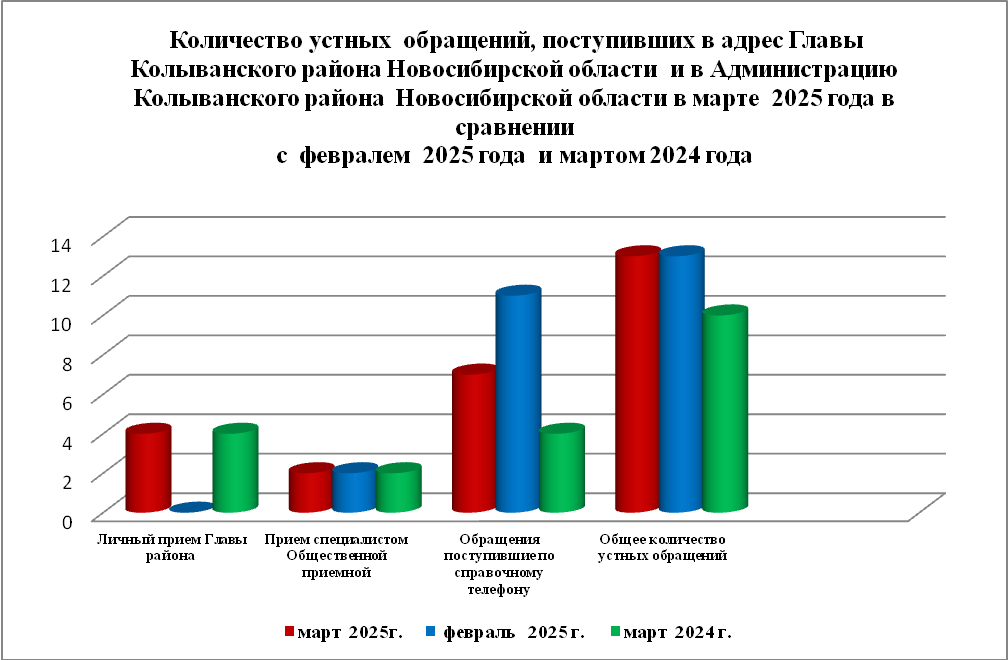 Количество устных обращений, поступивших в адрес Главы
Колыванского района Новосибирской области и в Администрацию
Колыванского района Новосибирской области в марте 2025 года в
сравнении
с февралем 2025 года и мартом 2024 года
14
12
10
8
6
4
2
0
Личный прием Главы
района
Прием специалистом
Общественной
приемной
Обращения
поступившие по
справочному
телефону
Общее количество
устных обращений
март 2025г.
февраль 2025 г.
март 2024 г.